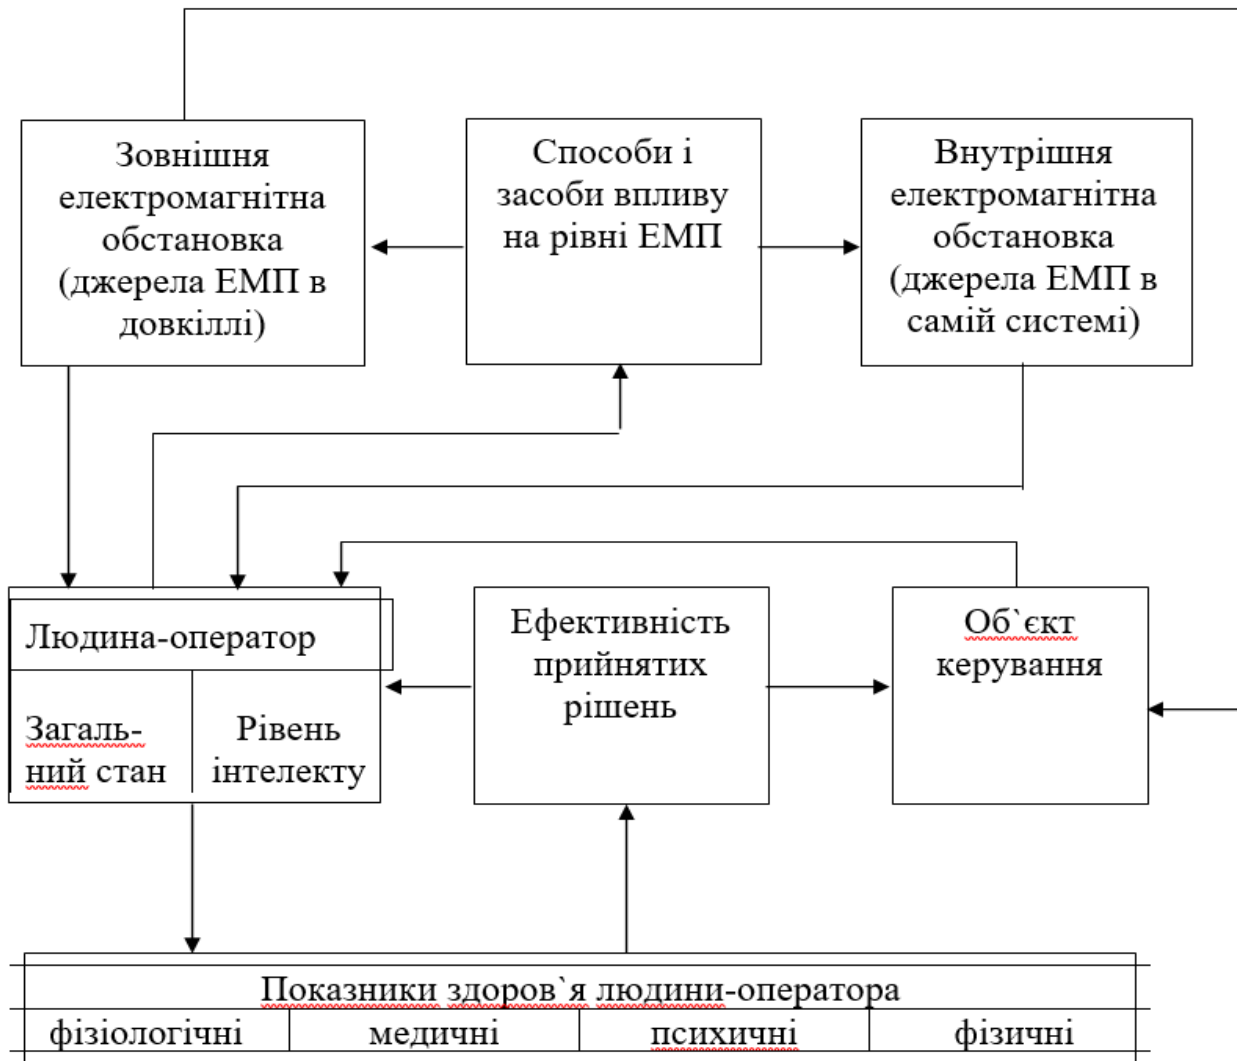 Зовнішня
електромагнітна
обстановка
(джерела ЕМП в
довкіллі)
Способи і
засоби впливу
на рівні ЕМП
Внутрішня
електромагнітна
обстановка
(джерела ЕМП в
самій системі)
Людина-оператор
Загаль-
ний стан
Рівень
інтелекту
Ефективність
прийнятих
рішень
Об`єкт
керування
Показники здоров`я людини-оператора
фізіологічні
медичні
психичні
фізичні